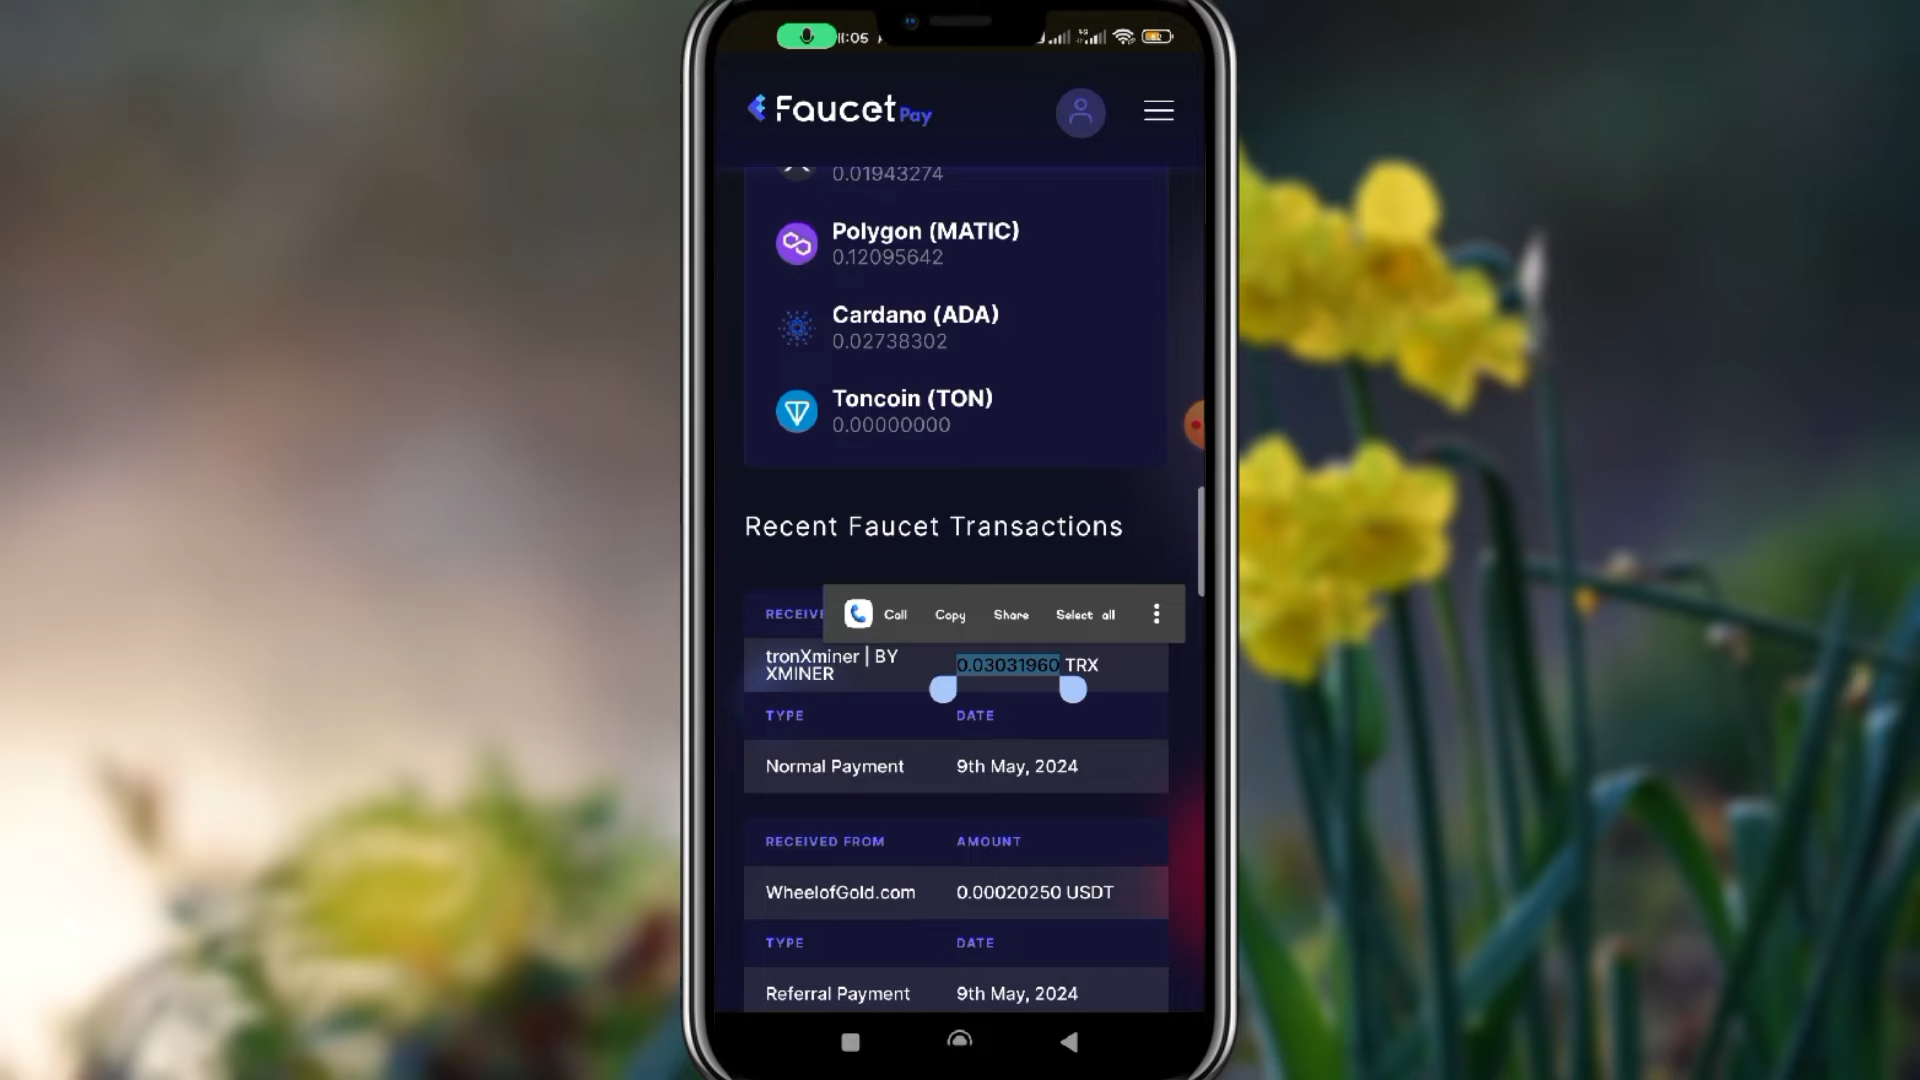 11:05
62
Faucet Pay
0.01943274
Polygon (MATIC)
0.12095642
Cardano (ADA)
0.02738302
Toncoin (TON)
0.00000000
Recent Faucet Transactions
Call Copy Share Select all
tronXminer | BY XMINER 0.03031960 TRX
TYPE DATE
Normal Payment 9th May, 2024
RECEIVED FROM AMOUNT
WheelofGold.com 0.00020250 USDT
TYPE DATE
Referral Payment 9th May, 2024